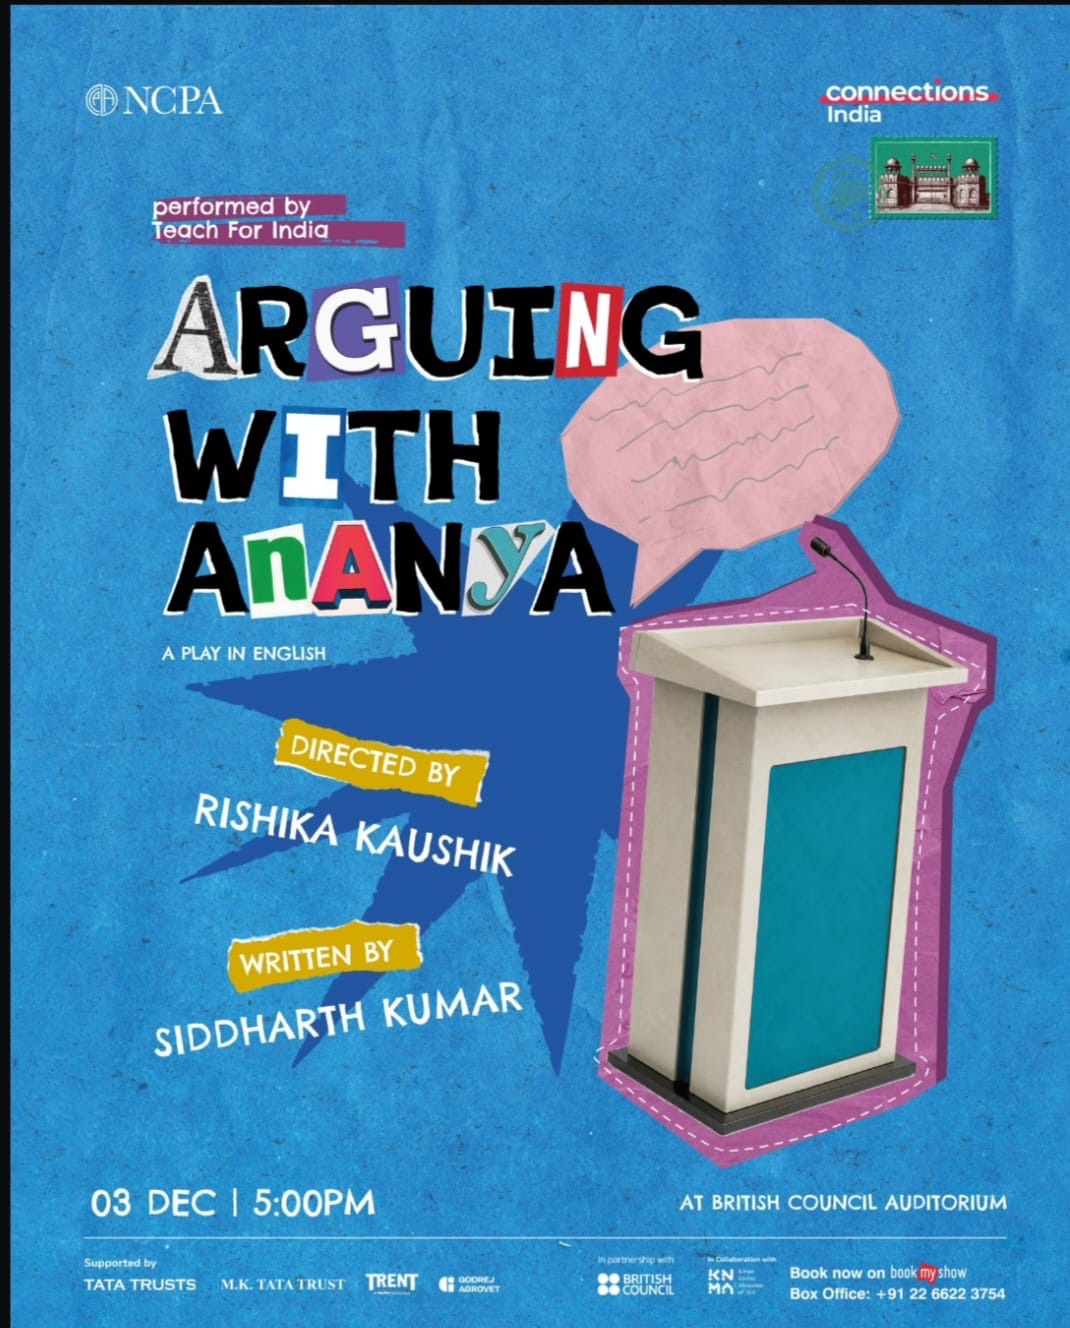 NCPA
connections
India
performed by
Teach For India
ARGUING
WITH
AnANyA
A PLAY IN ENGLISH
DIRECTED BY
RISHIKA KAUSHIK
WRITTEN BY
SIDDHARTH KUMAR
03 DEC | 5:00PM
AT BRITISH COUNCIL AUDITORIUM
Supported by
TATA TRUSTS
M.K. TATA TRUST
TRENT
GODREJ
AGROVET
In partnership with
BRITISH
COUNCIL
In Collaboration with
KN
MA
Book now on bookmyshow
Box Office: +91 22 6622 3754